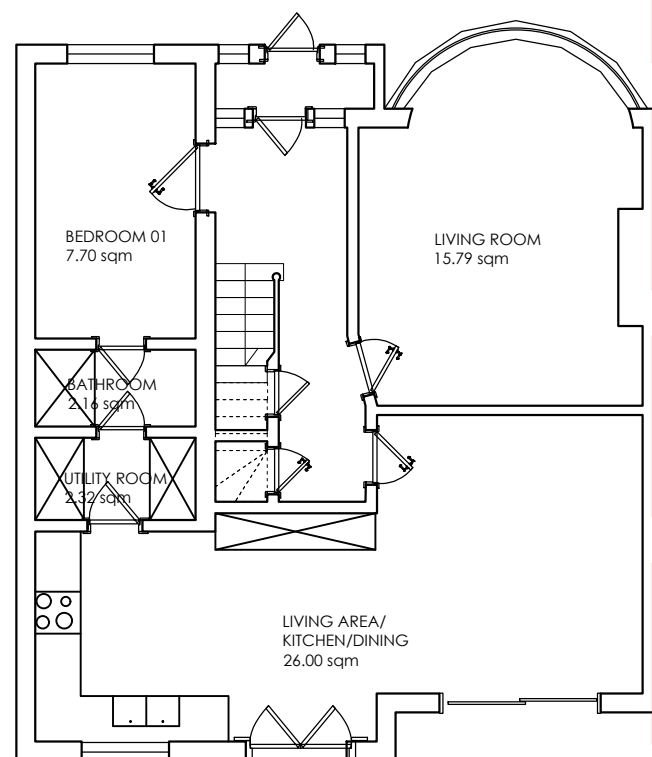 BEDROOM 01
7.70 sqm
LIVING ROOM
15.79 sqm
BATHROOM
2.16 sqm
UTILITY ROOM
2.32 sqm
LIVING AREA/
KITCHEN/DINING
26.00 sqm